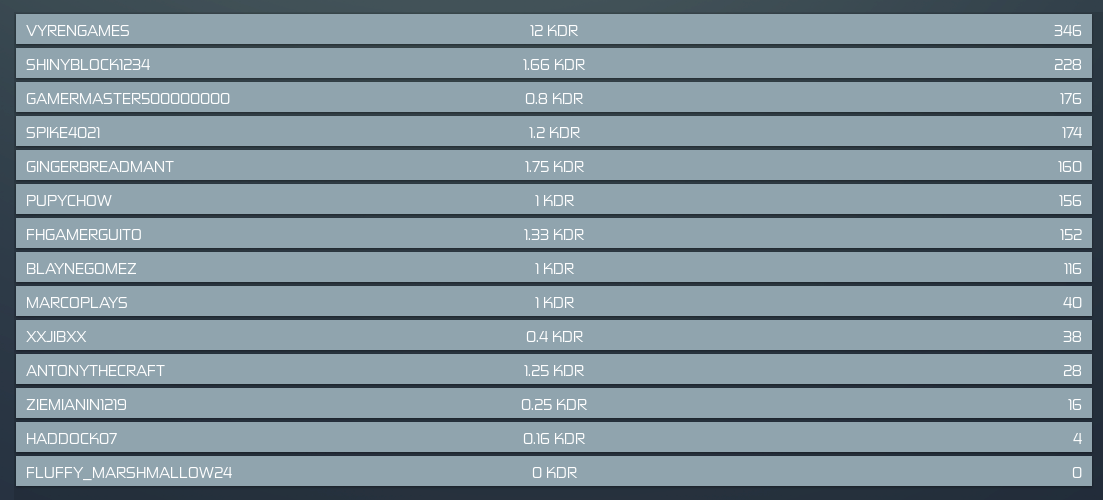 VYRENGAMES 12 KDR 346
SHINYBLOCK1234 1.66 KDR 228
GAMERMASTER500000000 0.8 KDR 176
SPIKE4021 1.2 KDR 174
GINGERBREADMANT 1.75 KDR 160
PUPYCHOW 1 KDR 156
FHGAMERGUITO 1.33 KDR 152
BLAYNEGOMEZ 1 KDR 116
MARCOPLAYS 1 KDR 40
XXJIBXX 0.4 KDR 38
ANTONYTHECRAFT 1.25 KDR 28
ZIEMIANIN1219 0.25 KDR 16
HADDOCK07 0.16 KDR 4
FLUFFY_MARSHMALLOW24 0 KDR 0